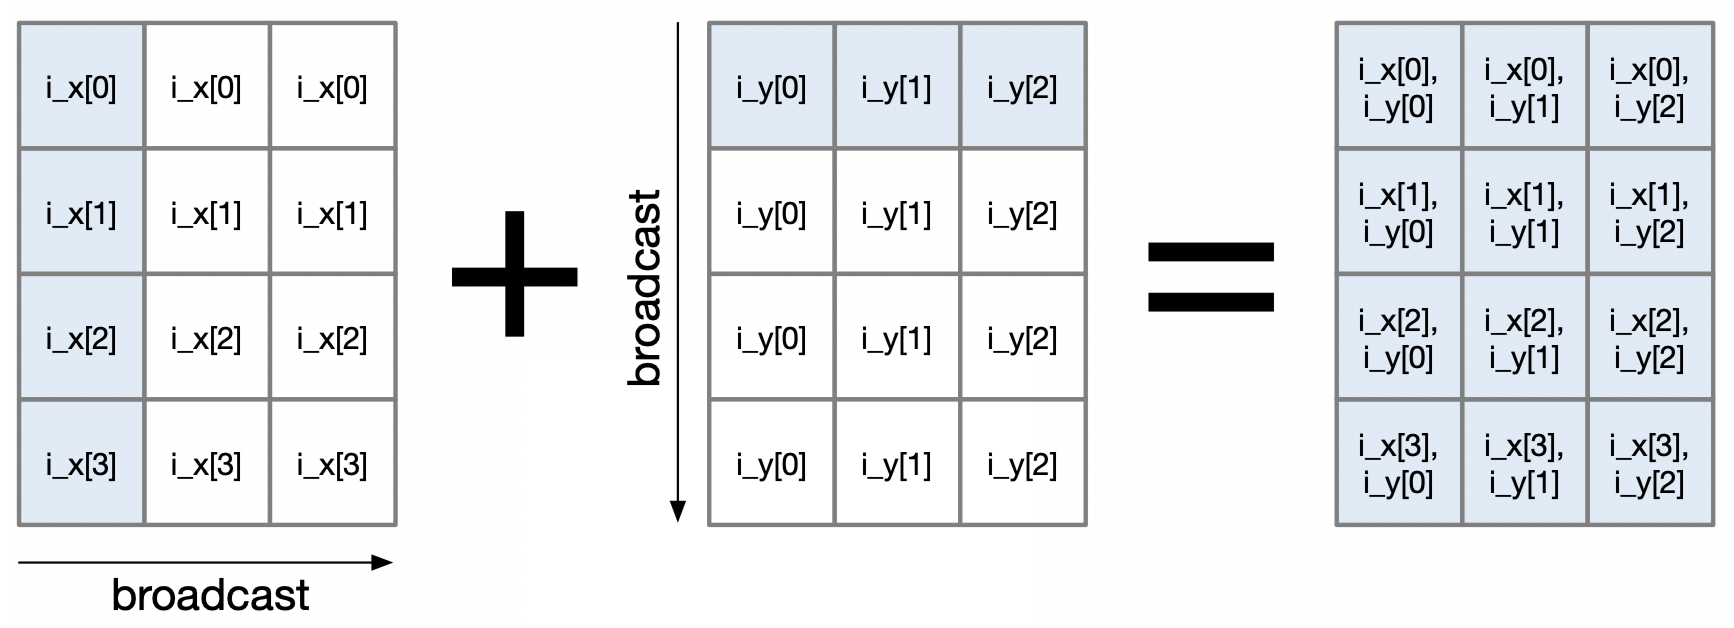 i_x[0] i_x[0] i_x[0]
i_x[1] i_x[1] i_x[1]
i_x[2] i_x[2] i_x[2]
i_x[3] i_x[3] i_x[3]
broadcast
+
broadcast
i_y[0] i_y[1] i_y[2]
i_y[0] i_y[1] i_y[2]
i_y[0] i_y[1] i_y[2]
i_y[0] i_y[1] i_y[2]
=
i_x[0], i_x[0], i_x[0],
i_y[0] i_y[1] i_y[2]
i_x[1], i_x[1], i_x[1],
i_y[0] i_y[1] i_y[2]
i_x[2], i_x[2], i_x[2],
i_y[0] i_y[1] i_y[2]
i_x[3], i_x[3], i_x[3],
i_y[0] i_y[1] i_y[2]